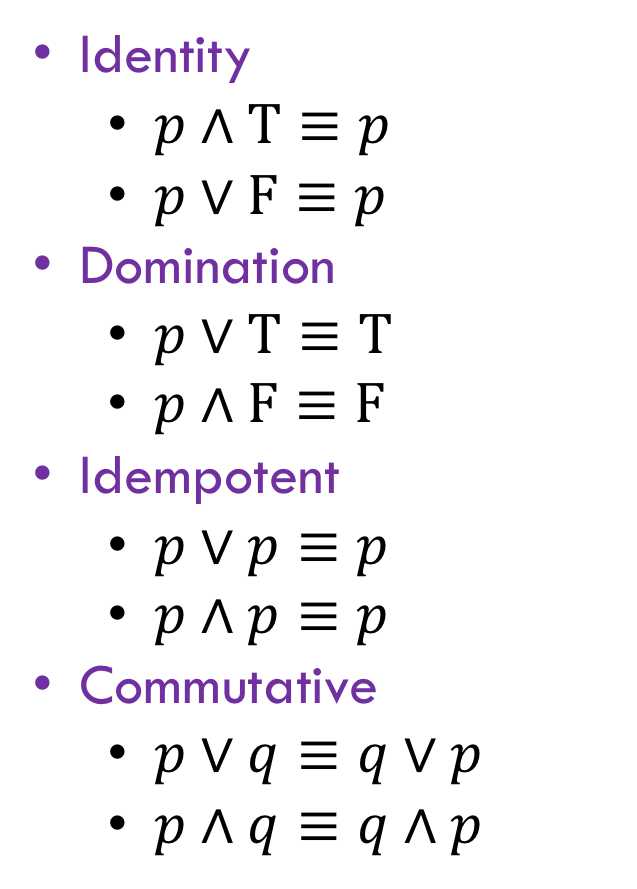 • Identity
• p ∧ T ≡ p
• p ∨ F ≡ p
• Domination
• p ∨ T ≡ T
• p ∧ F ≡ F
• Idempotent
• p ∨ p ≡ p
• p ∧ p ≡ p
• Commutative
• p ∨ q ≡ q ∨ p
• p ∧ q ≡ q ∧ p